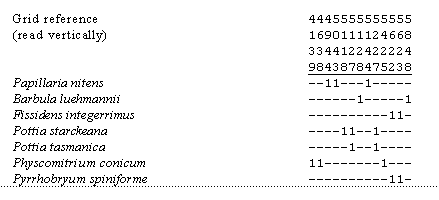 Grid reference 4445555555555
(read vertically) 1690111124668
3344122422224
9843878475238
Papillaria nitens --11---1-----
Barbula luehmannii ------1-----1
Fissidens integerrimus ----------11-
Pottia starckeana ----11--1----
Pottia tasmanica -----1--1----
Physcomitrium conicum 11-------1---
Pyrrhobryum spiniforme ----------11-